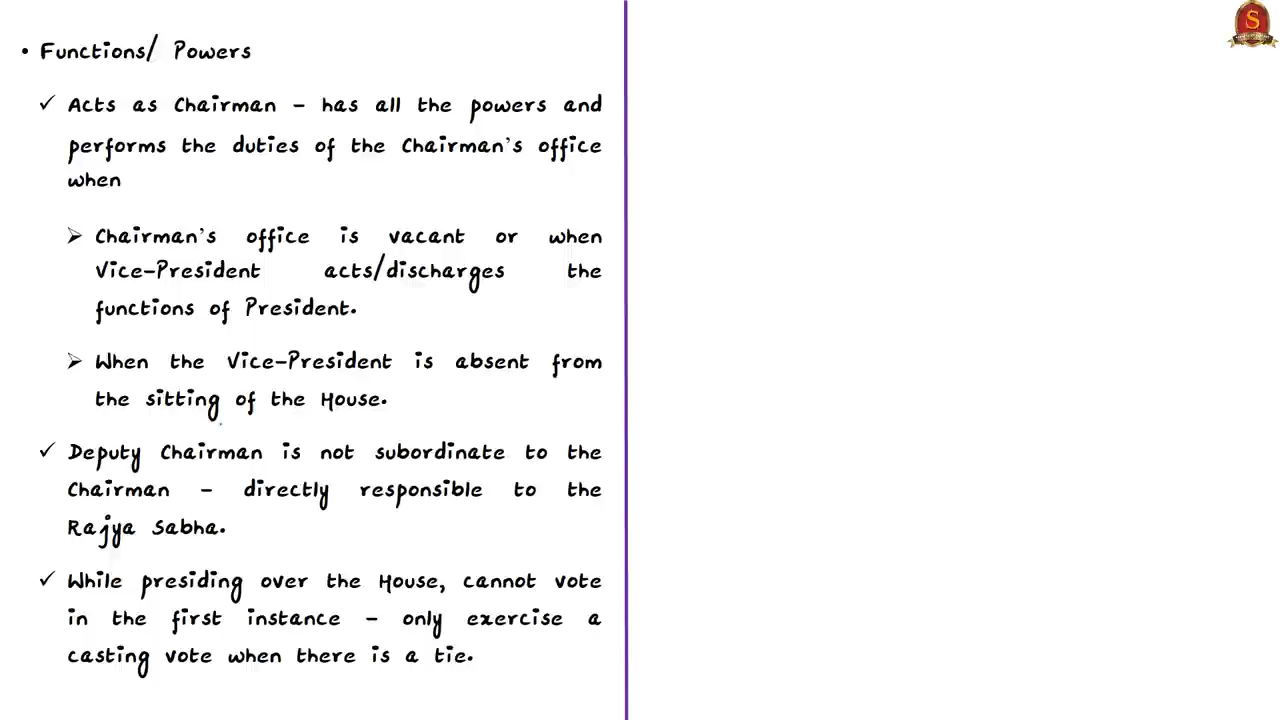 • Functions/ Powers
✓ Acts as Chairman – has all the powers and
performs the duties of the Chairman's office
when
➢ Chairman's office is vacant or when
Vice-President acts/discharges the
functions of President.
➢ When the Vice-President is absent from
the sitting of the House.
✓ Deputy Chairman is not subordinate to the
Chairman – directly responsible to the
Rajya Sabha.
✓ While presiding over the House, cannot vote
in the first instance – only exercise a
casting vote when there is a tie.
S